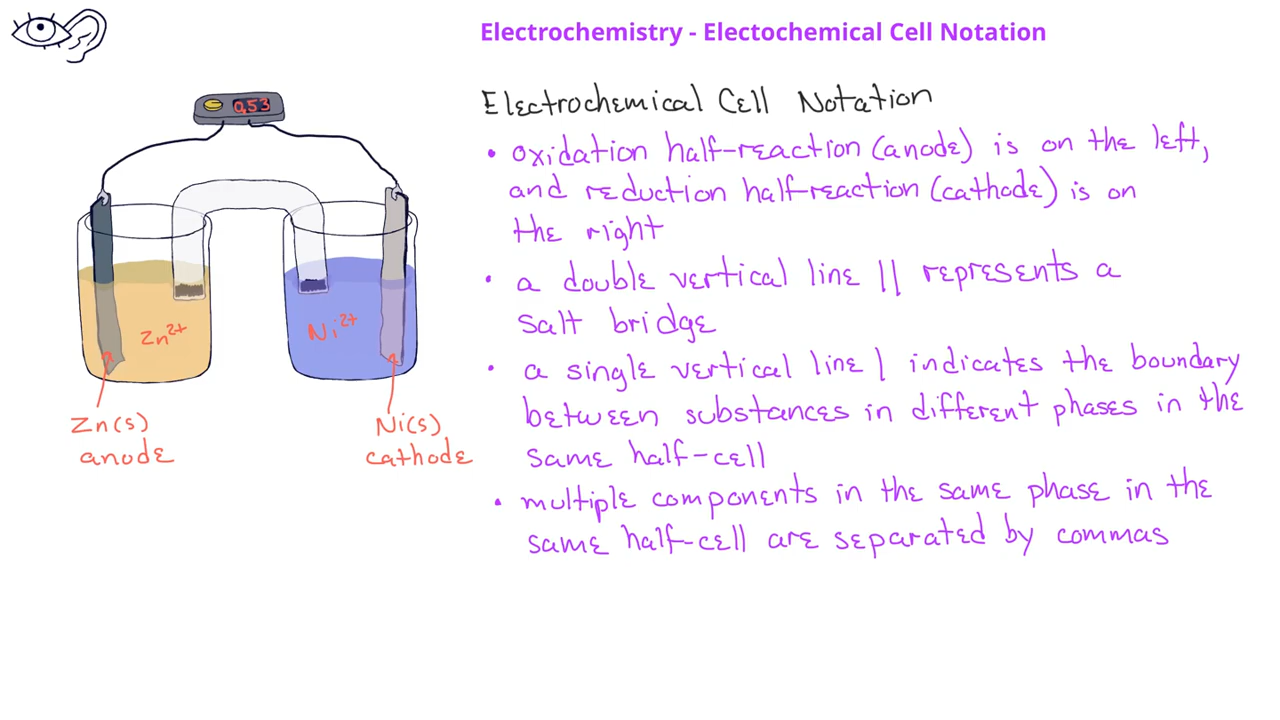 Electrochemistry - Electochemical Cell Notation
0.53
Zn²⁺
Ni²⁺
Zn(s)
anode
Ni(s)
cathode
Electrochemical Cell Notation
• oxidation half-reaction (anode) is on the left,
and reduction half-reaction (cathode) is on
the right
• a double vertical line || represents a
salt bridge
• a single vertical line | indicates the boundary
between substances in different phases in the
same half-cell
• multiple components in the same phase in the
same half-cell are separated by commas